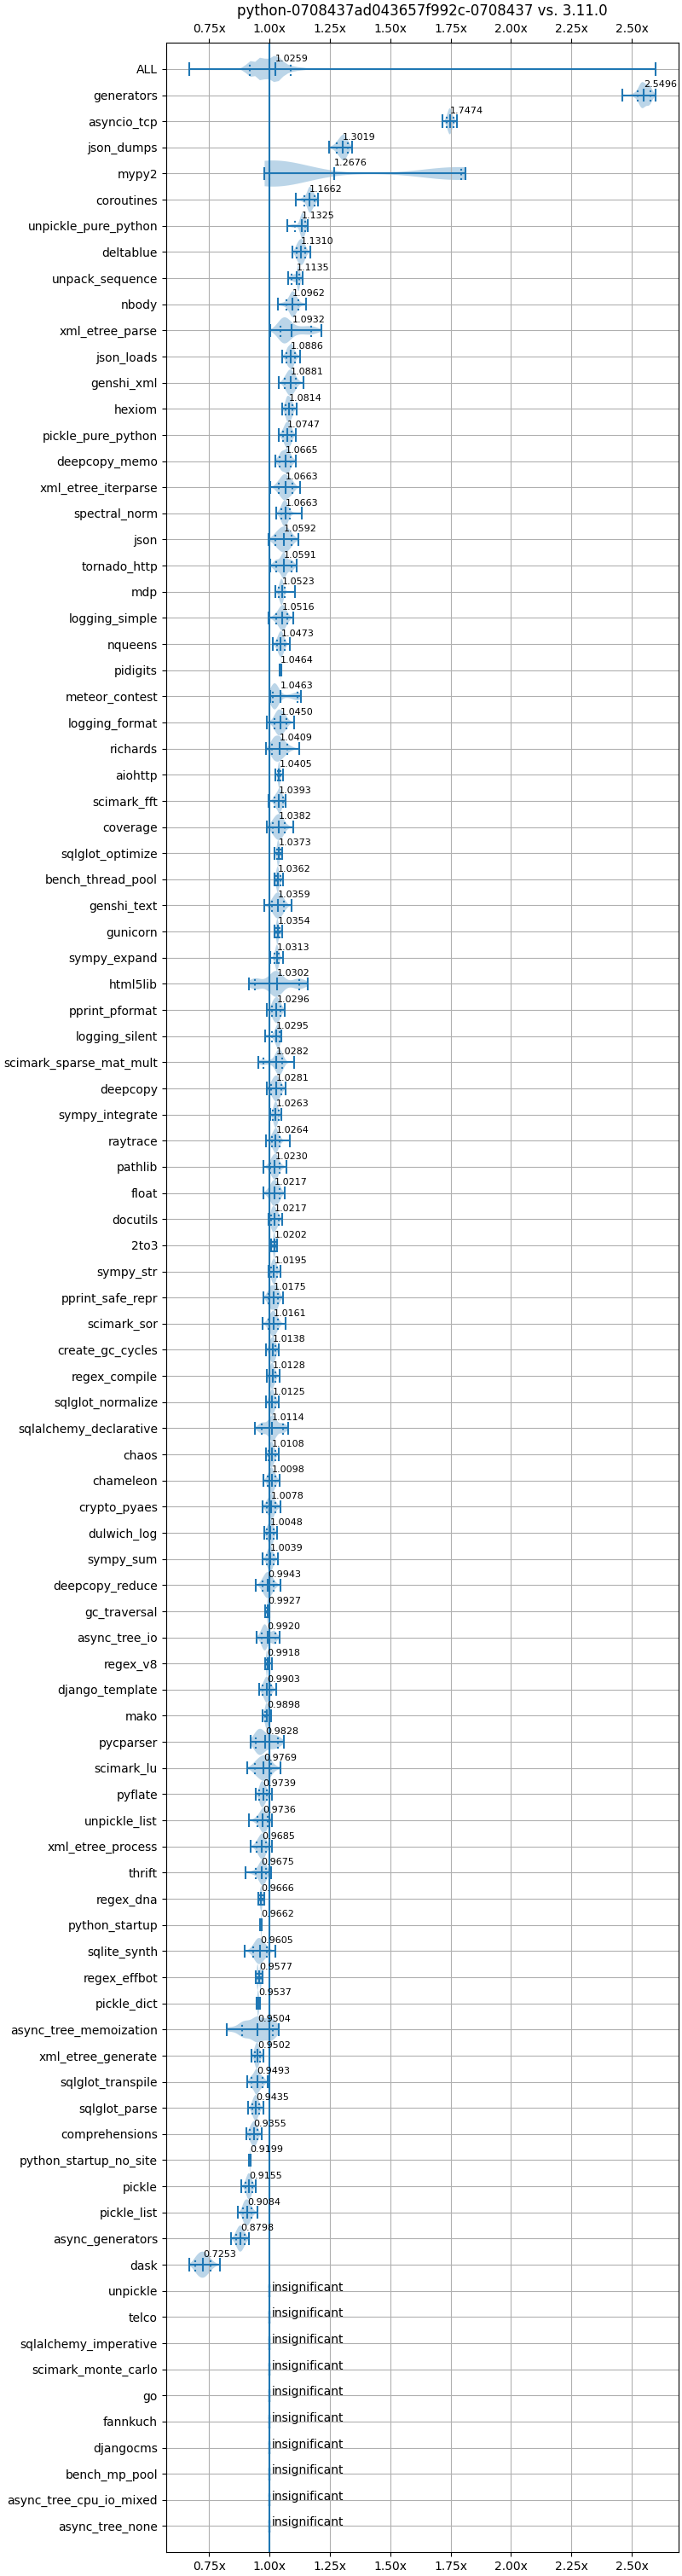 python-0708437ad043657f992c-0708437 vs. 3.11.0
0.75x 1.00x 1.25x 1.50x 1.75x 2.00x 2.25x 2.50x
ALL 1.0259
generators 2.5496
asyncio_tcp 1.7474
json_dumps 1.3019
mypy2 1.2676
coroutines 1.1662
unpickle_pure_python 1.1325
deltablue 1.1310
unpack_sequence 1.1135
nbody 1.0962
xml_etree_parse 1.0932
json_loads 1.0886
genshi_xml 1.0881
hexiom 1.0814
pickle_pure_python 1.0747
deepcopy_memo 1.0665
xml_etree_iterparse 1.0663
spectral_norm 1.0663
json 1.0592
tornado_http 1.0591
mdp 1.0523
logging_simple 1.0516
nqueens 1.0473
pidigits 1.0464
meteor_contest 1.0463
logging_format 1.0450
richards 1.0409
aiohttp 1.0405
scimark_fft 1.0393
coverage 1.0382
sqlglot_optimize 1.0373
bench_thread_pool 1.0362
genshi_text 1.0359
gunicorn 1.0354
sympy_expand 1.0313
html5lib 1.0302
pprint_pformat 1.0296
logging_silent 1.0295
scimark_sparse_mat_mult 1.0282
deepcopy 1.0281
sympy_integrate 1.0263
raytrace 1.0264
pathlib 1.0230
float 1.0217
docutils 1.0217
2to3 1.0202
sympy_str 1.0195
pprint_safe_repr 1.0175
scimark_sor 1.0161
create_gc_cycles 1.0138
regex_compile 1.0128
sqlglot_normalize 1.0125
sqlalchemy_declarative 1.0114
chaos 1.0108
chameleon 1.0098
crypto_pyaes 1.0078
dulwich_log 1.0048
sympy_sum 1.0039
deepcopy_reduce 0.9943
gc_traversal 0.9927
async_tree_io 0.9920
regex_v8 0.9918
django_template 0.9903
mako 0.9898
pycparser 0.9828
scimark_lu 0.9769
pyflate 0.9739
unpickle_list 0.9736
xml_etree_process 0.9685
thrift 0.9675
regex_dna 0.9666
python_startup 0.9662
sqlite_synth 0.9605
regex_effbot 0.9577
pickle_dict 0.9537
async_tree_memoization 0.9504
xml_etree_generate 0.9502
sqlglot_transpile 0.9493
sqlglot_parse 0.9435
comprehensions 0.9355
python_startup_no_site 0.9199
pickle 0.9155
pickle_list 0.9084
async_generators 0.8798
dask 0.7253
unpickle insignificant
telco insignificant
sqlalchemy_imperative insignificant
scimark_monte_carlo insignificant
go insignificant
fannkuch insignificant
djangocms insignificant
bench_mp_pool insignificant
async_tree_cpu_io_mixed insignificant
async_tree_none insignificant
0.75x 1.00x 1.25x 1.50x 1.75x 2.00x 2.25x 2.50x